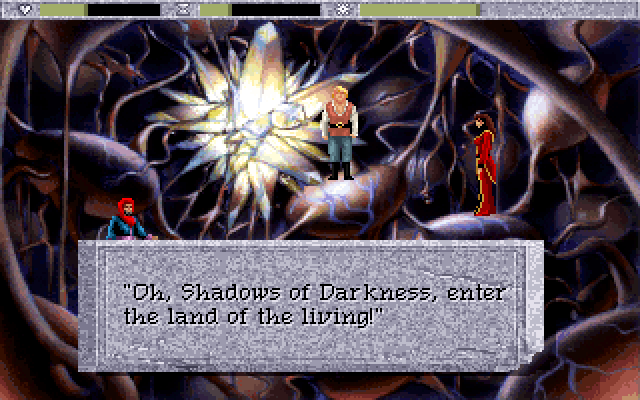 "Oh, Shadows of Darkness, enter
the land of the living!"